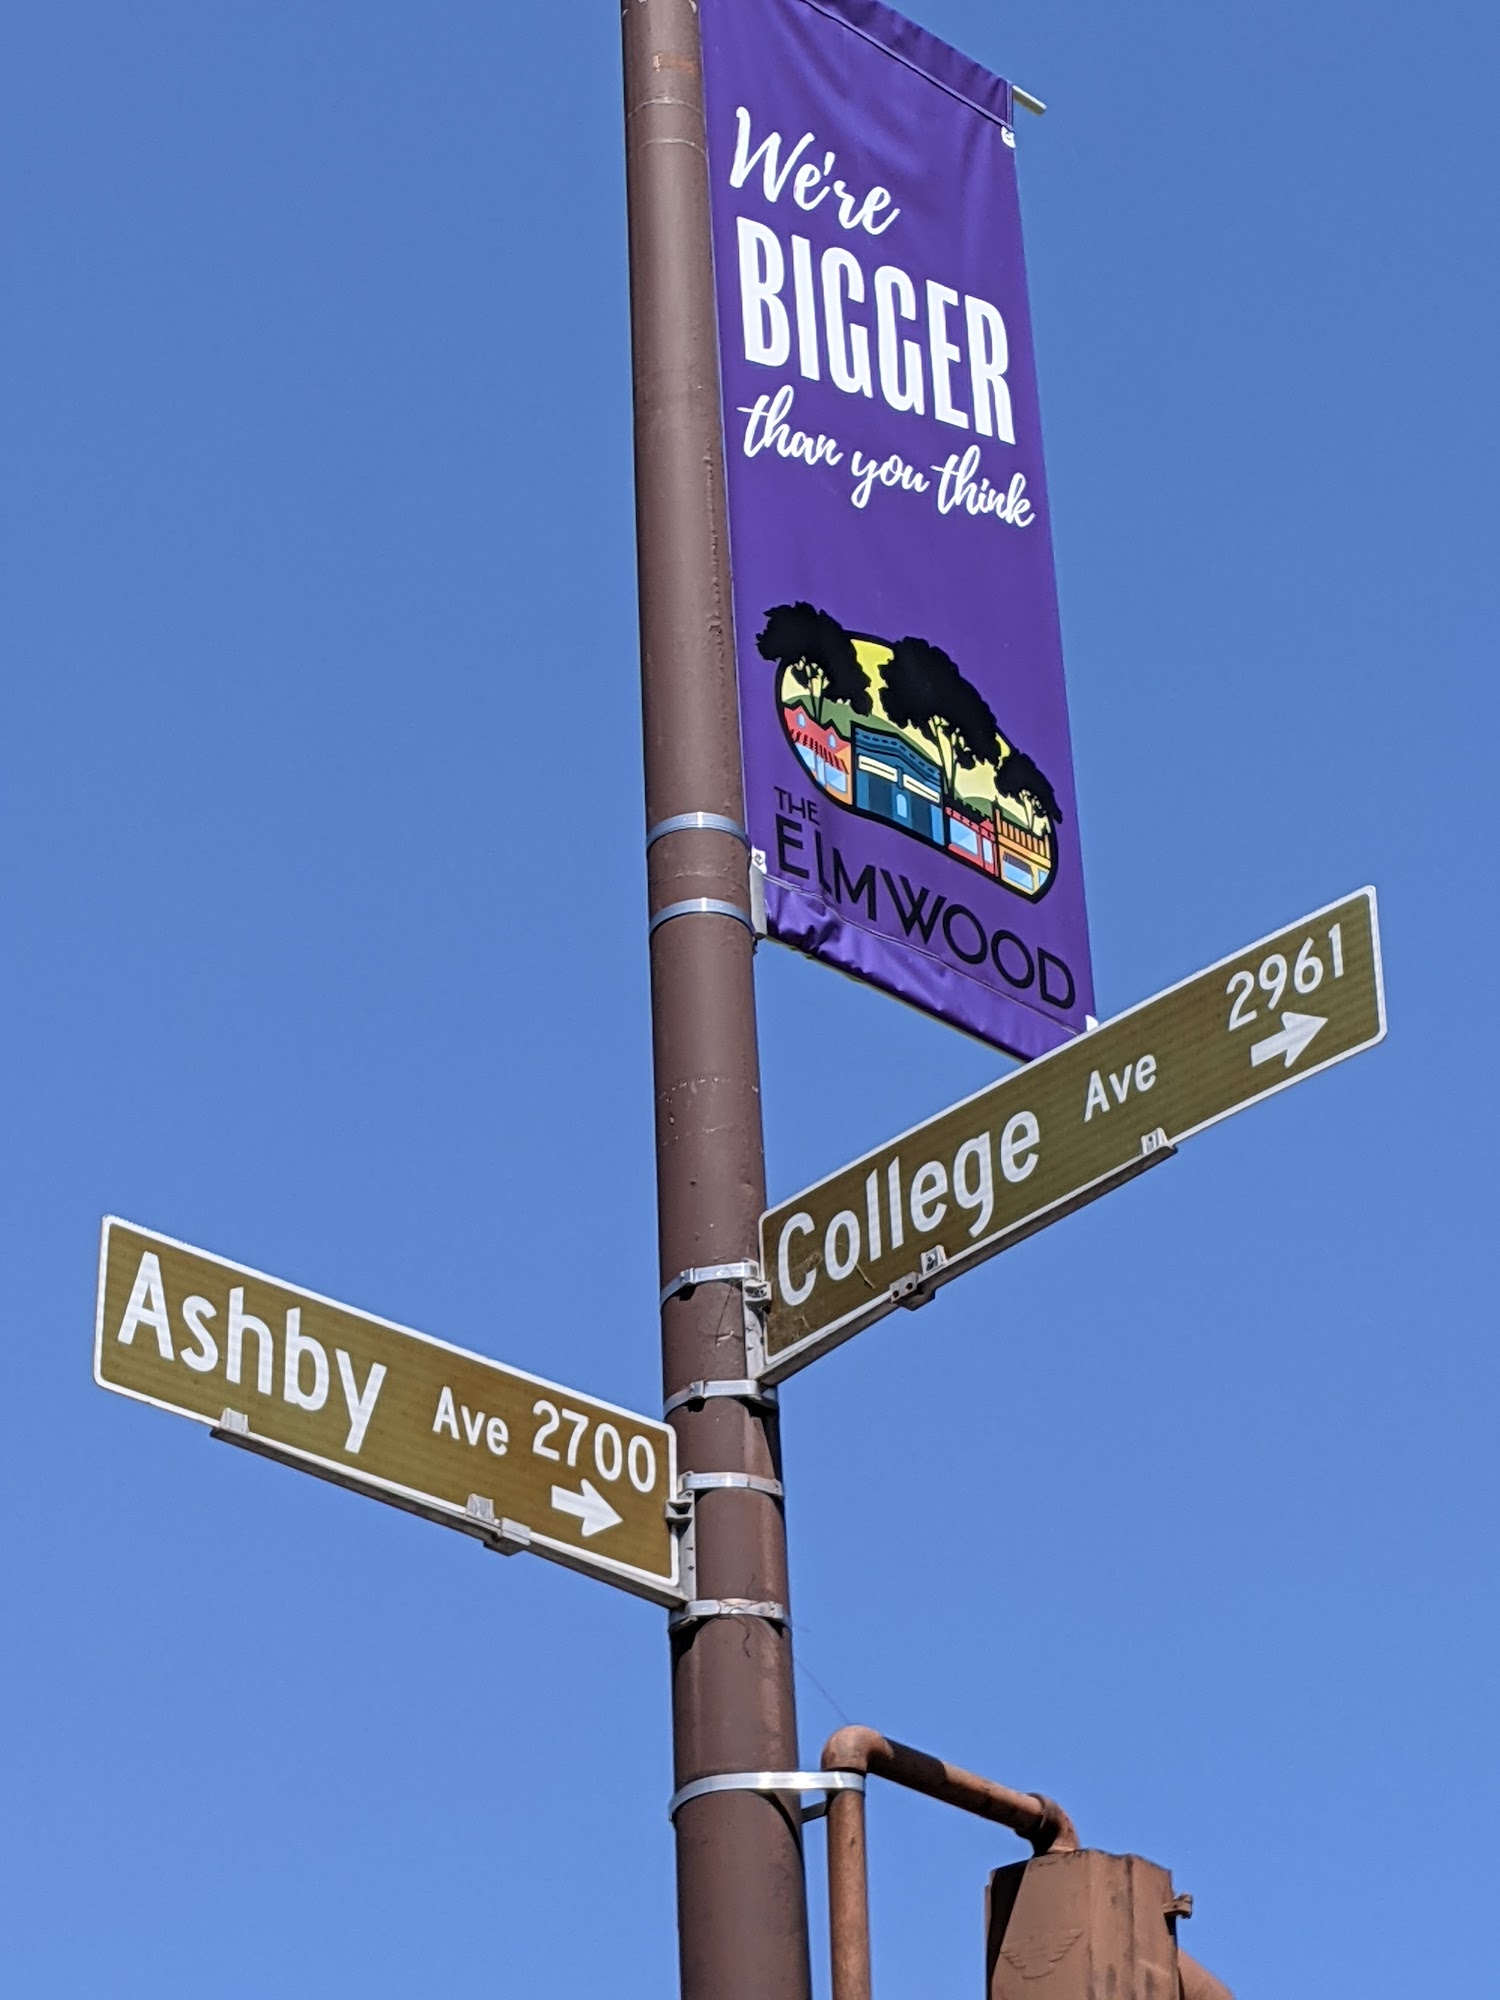 We're
BIGGER
than you think
THE
ELMWOOD
College Ave 2961
Ashby Ave 2700